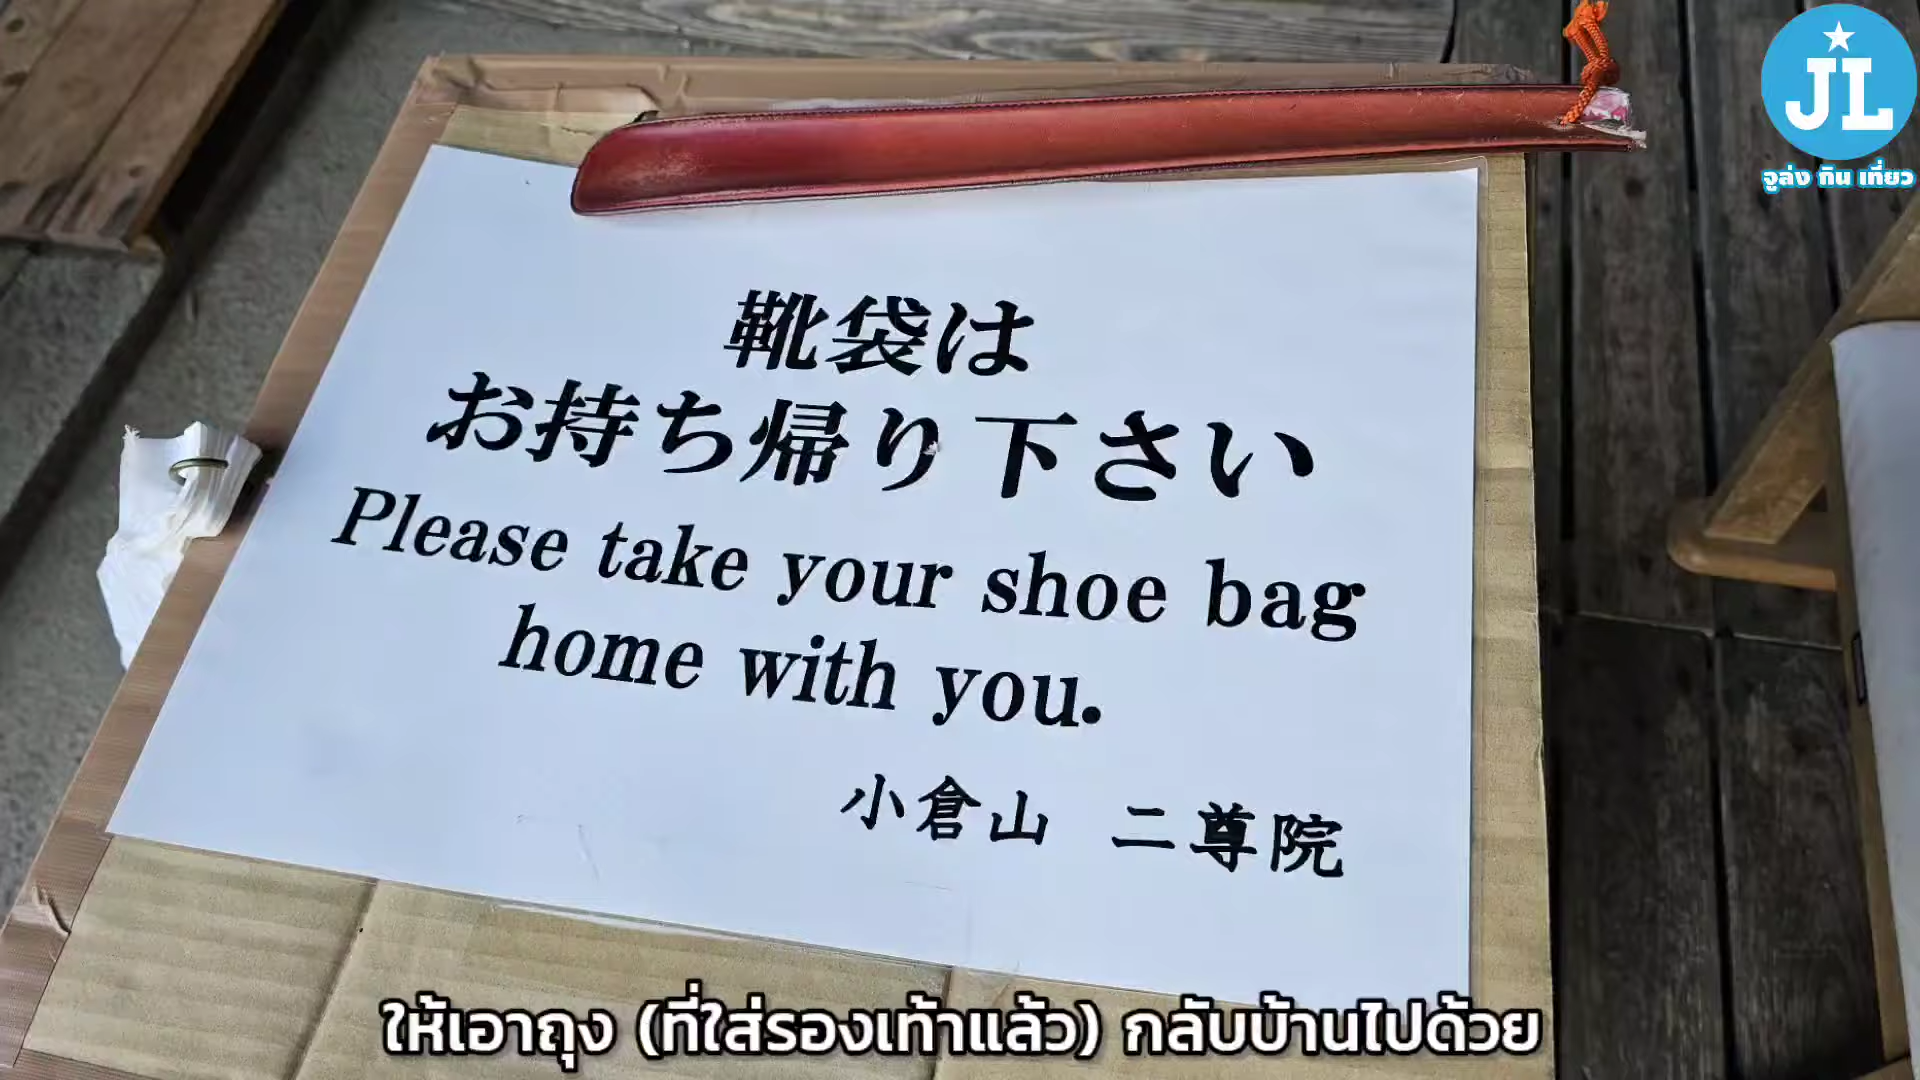 JL
จูล่ง กิน เที่ยว
靴袋は
お持ち帰り下さい
Please take your shoe bag
home with you.
小倉山 二尊院
ให้เอาถุง (ที่ใส่รองเท้าแล้ว) กลับบ้านไปด้วย